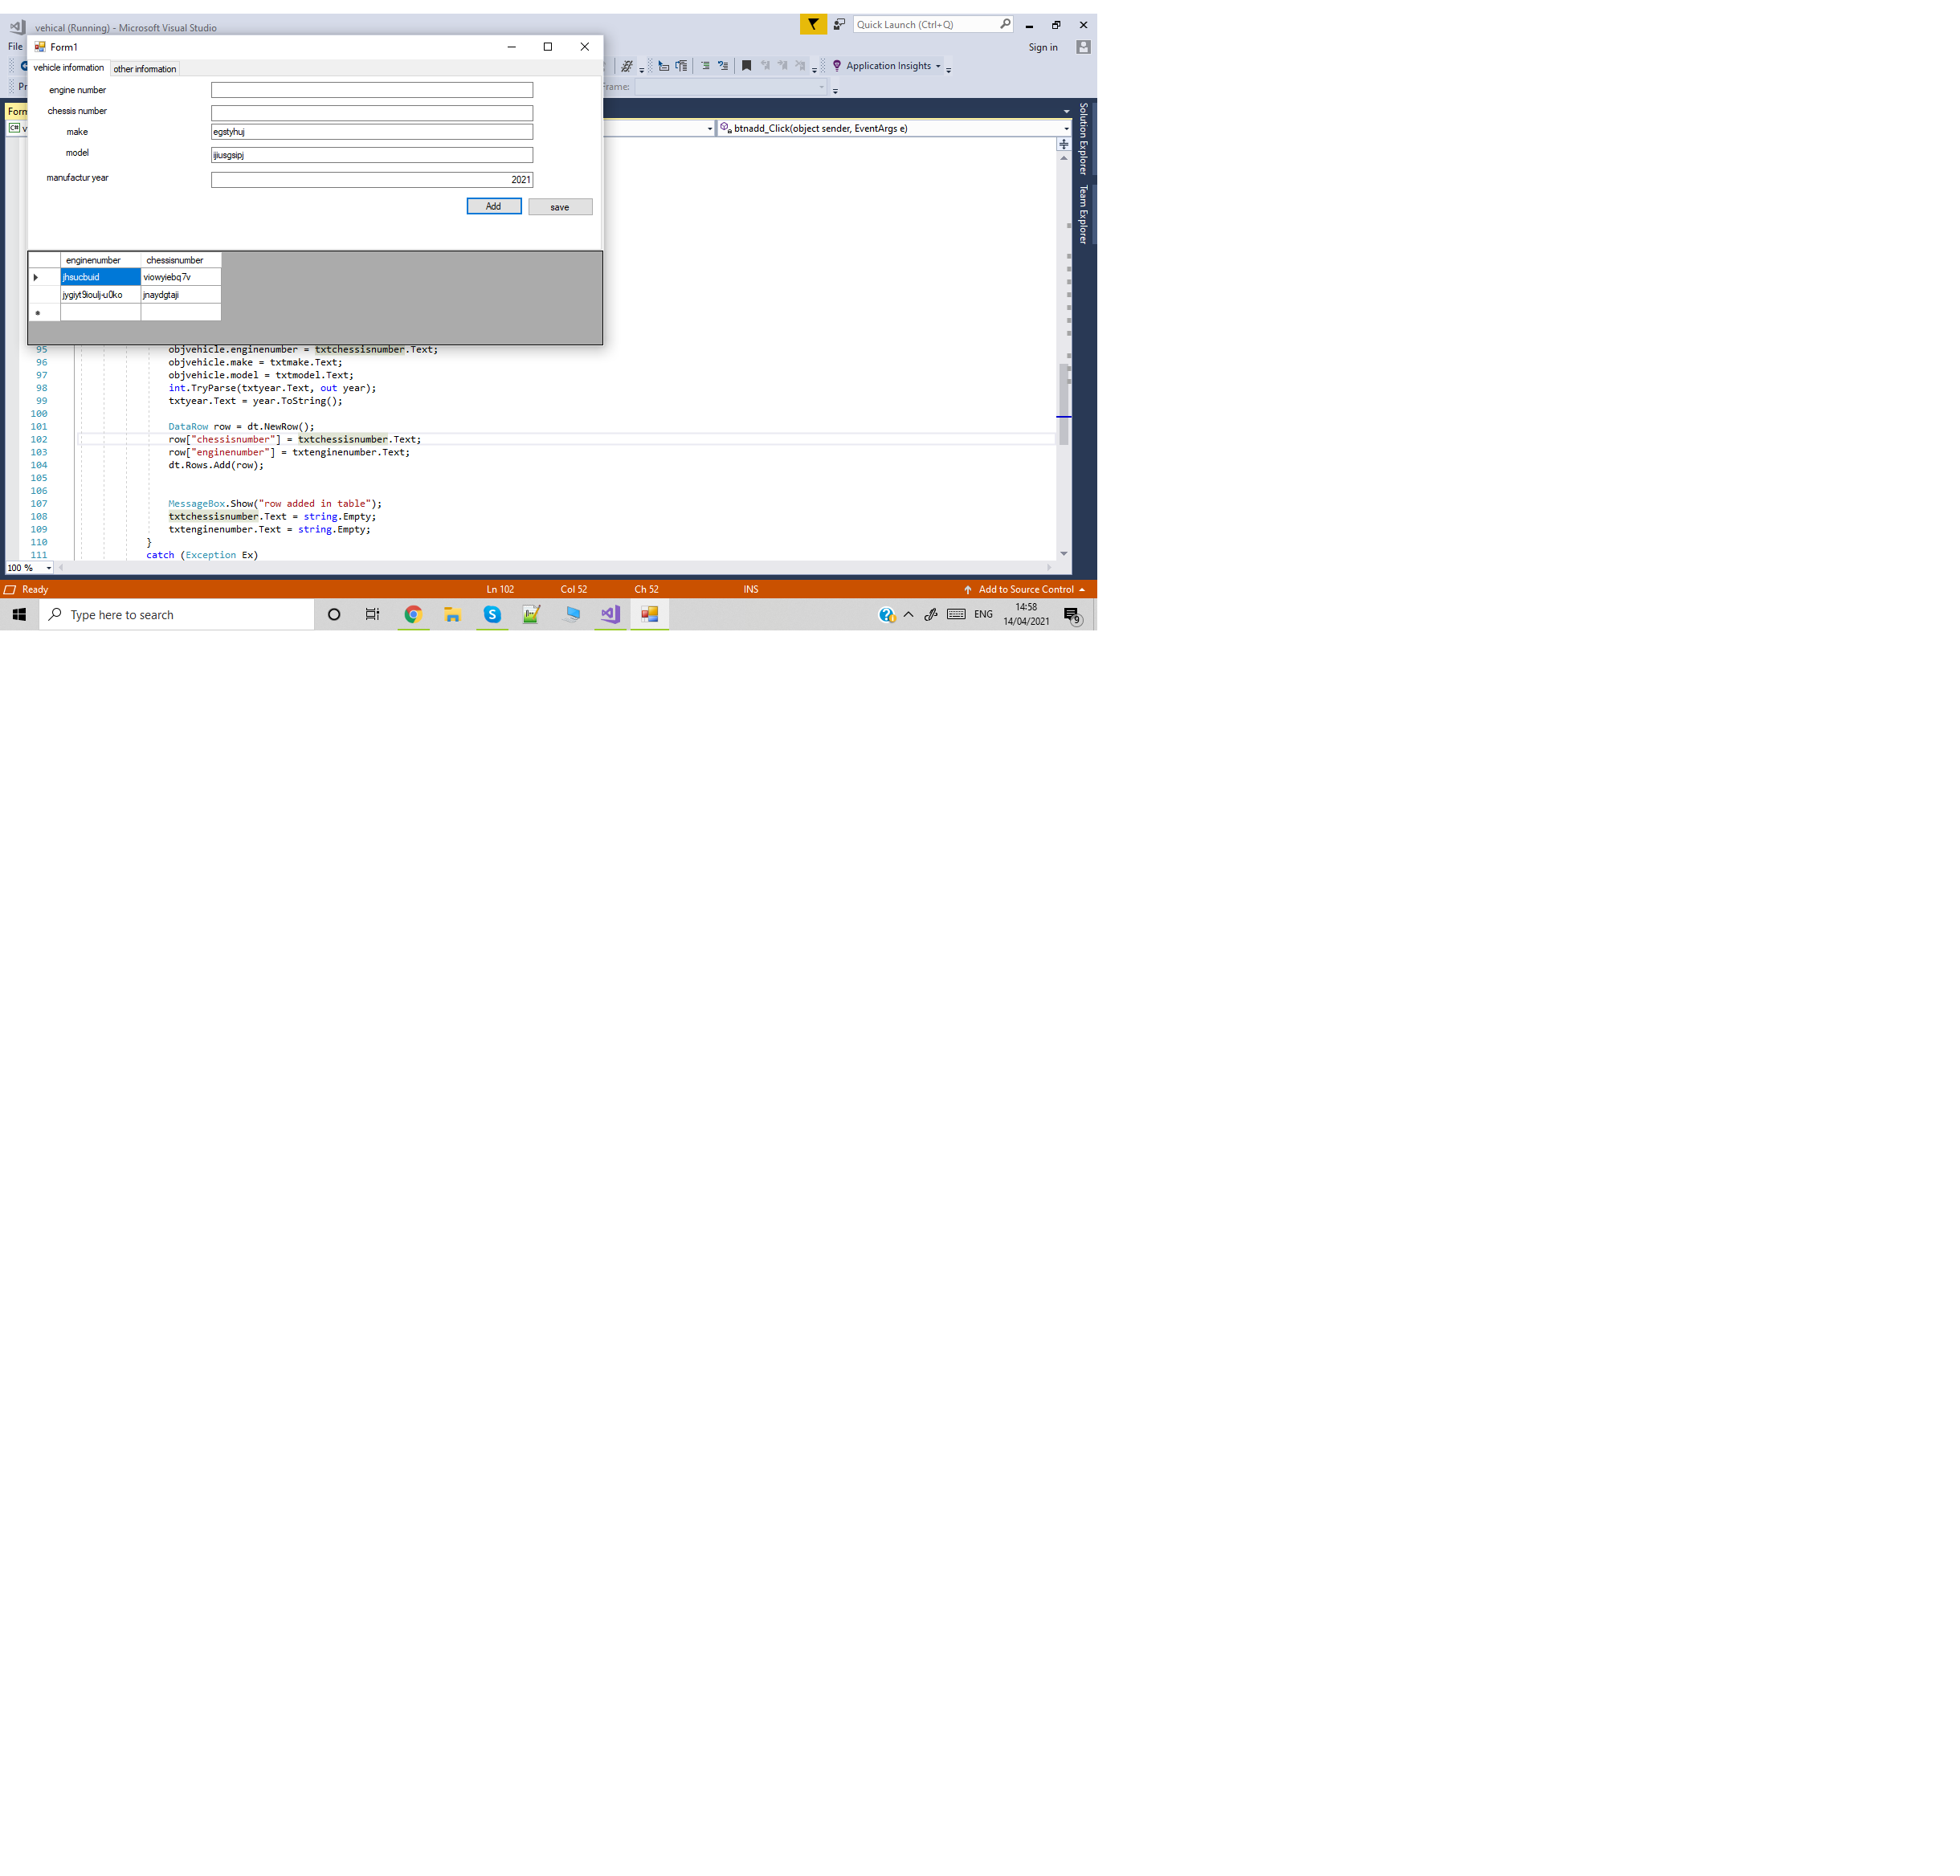 vehical (Running) - Microsoft Visual Studio
Quick Launch (Ctrl+Q)
File
Sign in
Form1
vehicle information
other information
Application Insights
engine number
chessis number
make
egstyhuj
model
ijiusgsipj
manufactur year
2021
Add
save
btnadd_Click(object sender, EventArgs e)
Solution Explorer
Team Explorer
enginenumber chessisnumber
jhsucbuid viowyiebq7v
jygiyt9ioulj-u0ko jnaydgtaji
95 objvehicle.enginenumber = txtchessisnumber.Text;
96 objvehicle.make = txtmake.Text;
97 objvehicle.model = txtmodel.Text;
98 int.TryParse(txtyear.Text, out year);
99 txtyear.Text = year.ToString();
100
101 DataRow row = dt.NewRow();
102 row["chessisnumber"] = txtchessisnumber.Text;
103 row["enginenumber"] = txtenginenumber.Text;
104 dt.Rows.Add(row);
105
106
107 MessageBox.Show("row added in table");
108 txtchessisnumber.Text = string.Empty;
109 txtenginenumber.Text = string.Empty;
110 }
111 catch (Exception Ex)
100 %
Ready
Ln 102
Col 52
Ch 52
INS
Add to Source Control
Type here to search
ENG
14:58
14/04/2021
9